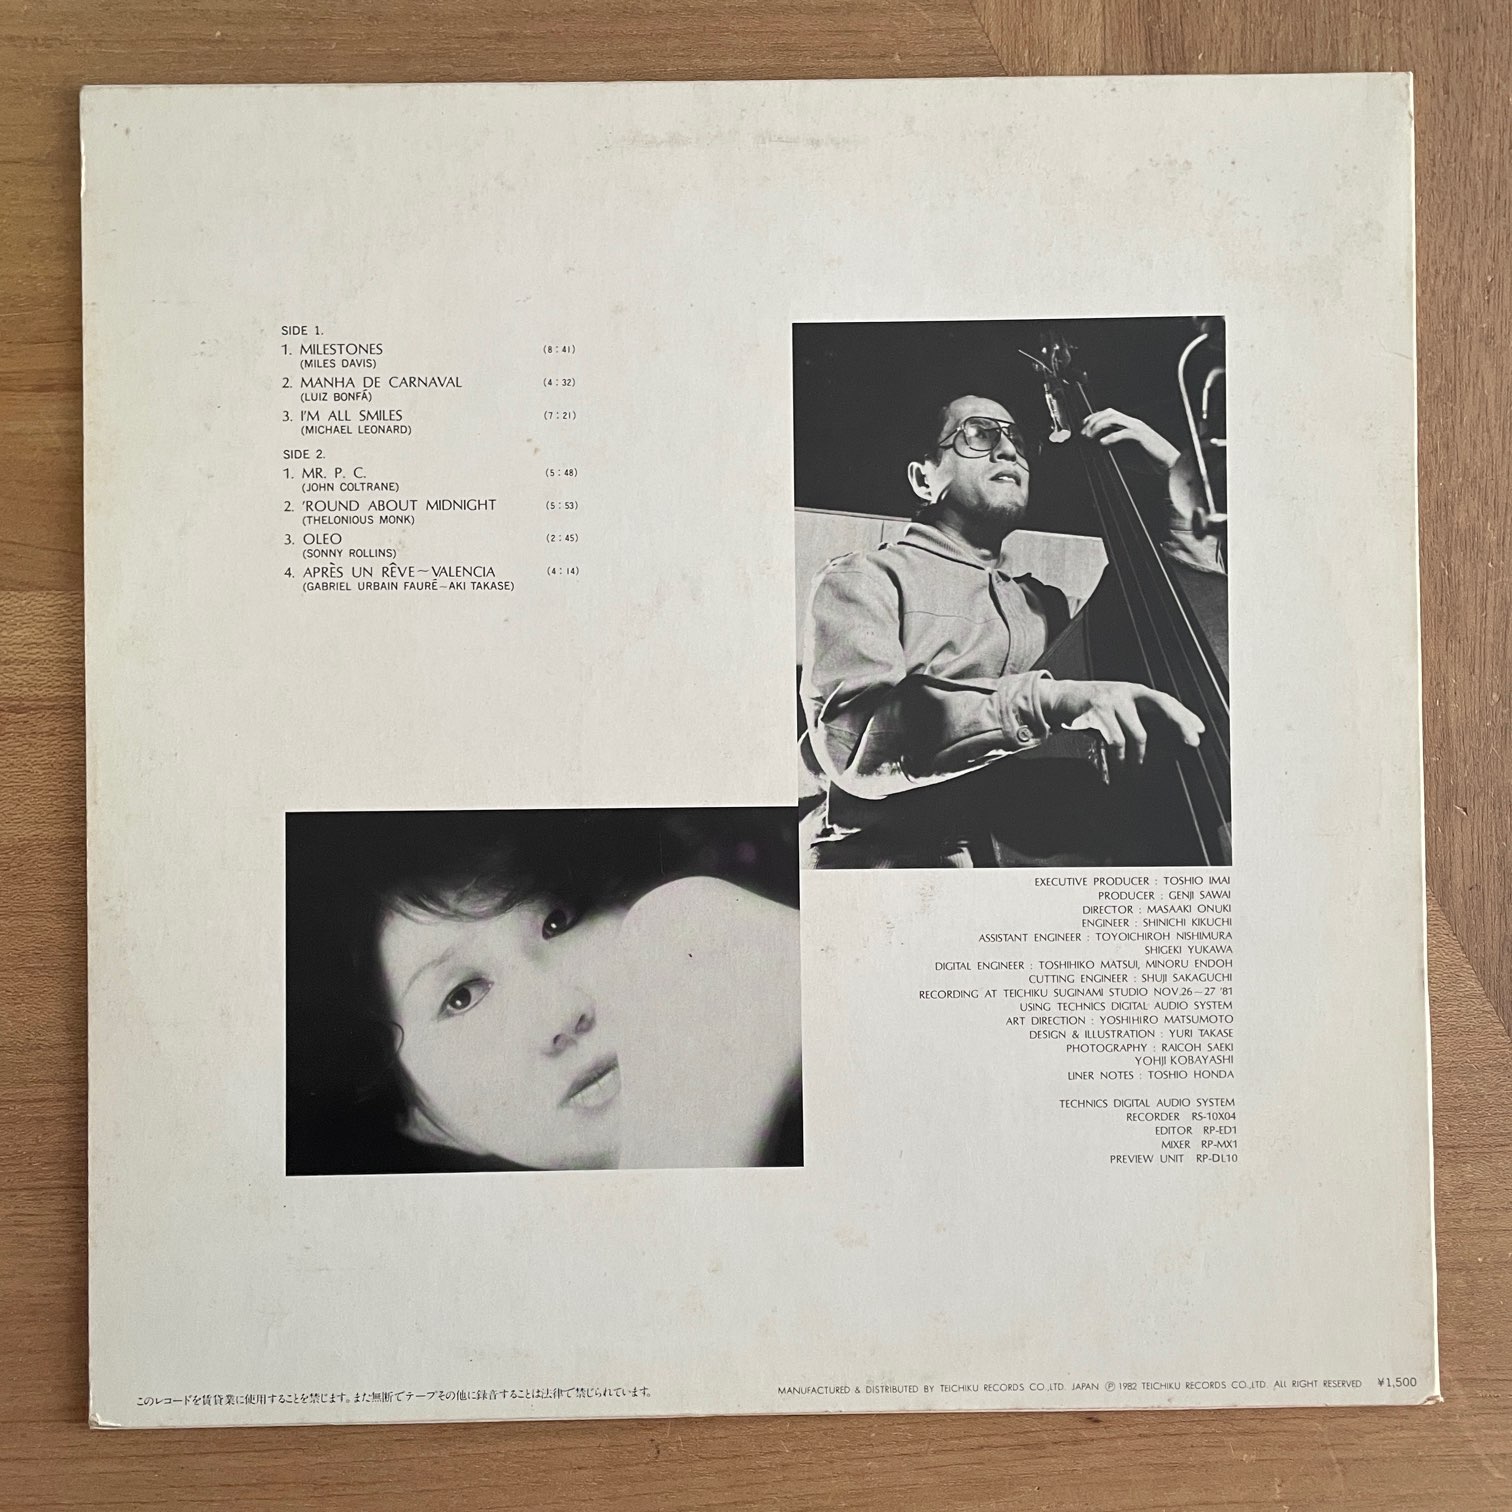 SIDE 1.
1. MILESTONES (8:41)
(MILES DAVIS)
2. MANHA DE CARNAVAL (4:32)
(LUIZ BONFÃ)
3. I'M ALL SMILES (7:21)
(MICHAEL LEONARD)
SIDE 2.
1. MR. P. C. (5:48)
(JOHN COLTRANE)
2. 'ROUND ABOUT MIDNIGHT (5:53)
(THELONIOUS MONK)
3. OLEO (2:45)
(SONNY ROLLINS)
4. APRÈS UN RÊVE~VALENCIA (4:14)
(GABRIEL URBAIN FAURÉ~AKI TAKASE)
EXECUTIVE PRODUCER : TOSHIO IMAI
PRODUCER : GENJI SAWAI
DIRECTOR : MASAAKI ONUKI
ENGINEER : SHINICHI KIKUCHI
ASSISTANT ENGINEER : TOYOICHIROH NISHIMURA
SHIGEKI YUKAWA
DIGITAL ENGINEER : TOSHIHIKO MATSUI, MINORU ENDOH
CUTTING ENGINEER : SHUJI SAKAGUCHI
RECORDING AT TEICHIKU SUGINAMI STUDIO NOV.26—27 '81
USING TECHNICS DIGITAL AUDIO SYSTEM
ART DIRECTION : YOSHIHIRO MATSUMOTO
DESIGN & ILLUSTRATION : YURI TAKASE
PHOTOGRAPHY : RAICOH SAEKI
YOHJI KOBAYASHI
LINER NOTES : TOSHIO HONDA
TECHNICS DIGITAL AUDIO SYSTEM
RECORDER RS-10X04
EDITOR RP-ED1
MIXER RP-MX1
PREVIEW UNIT RP-DL10
このレコードを賃貸業に使用することを禁じます。また無断でテープその他に録音することは法律で禁じられています。
MANUFACTURED & DISTRIBUTED BY TEICHIKU RECORDS CO.,LTD. JAPAN Ⓟ 1982 TEICHIKU RECORDS CO.,LTD. ALL RIGHT RESERVED ¥1,500